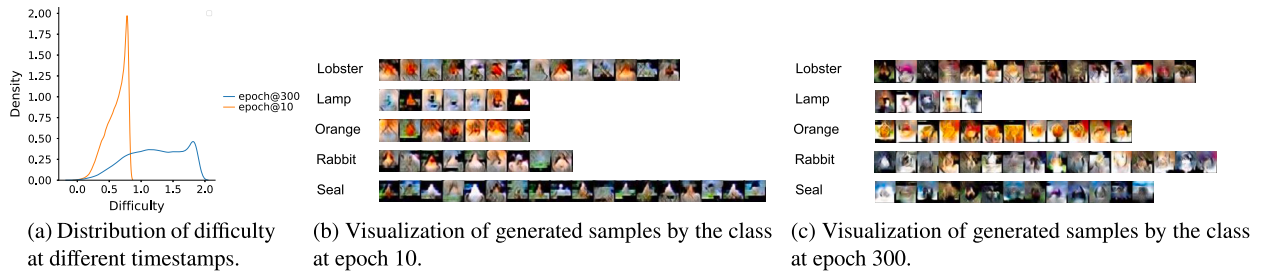 2.00
1.75
1.50
1.25
1.00
0.75
0.50
0.25
0.00
Density
0.0
0.5
1.0
1.5
2.0
Difficulty
epoch@300
epoch@10
(a) Distribution of difficulty
at different timestamps.
Lobster
Lamp
Orange
Rabbit
Seal
(b) Visualization of generated samples by the class
at epoch 10.
Lobster
Lamp
Orange
Rabbit
Seal
(c) Visualization of generated samples by the class
at epoch 300.